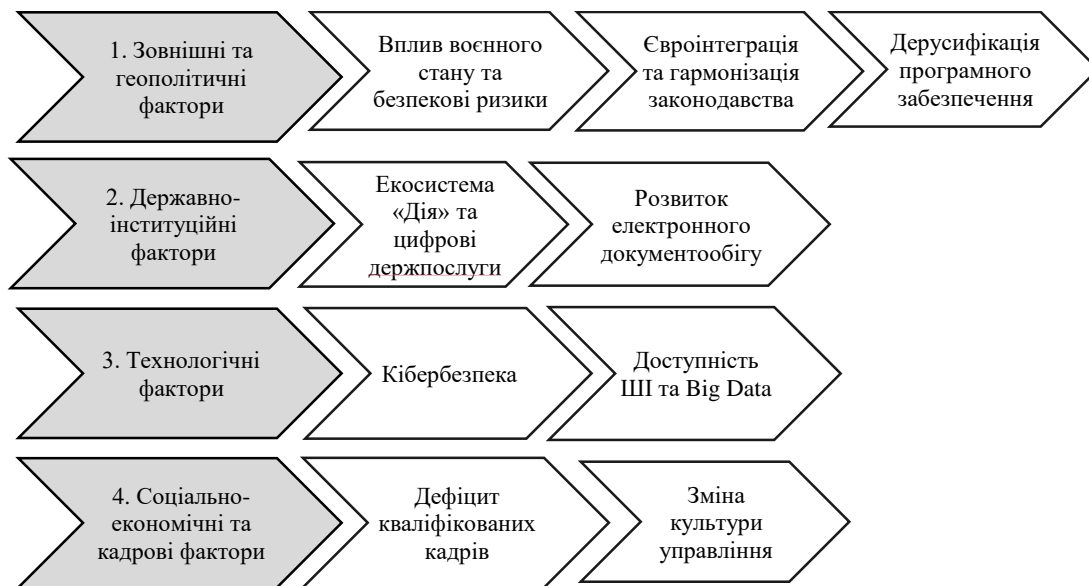 1. Зовнішні та
геополітичні
фактори
Вплив воєнного
стану та
безпекові ризики
Євроінтеграція
та гармонізація
законодавства
Дерусифікація
програмного
забезпечення
2. Державно-
інституційні
фактори
Екосистема
«Дія» та
цифрові
держпослуги
Розвиток
електронного
документообігу
3. Технологічні
фактори
Кібербезпека
Доступність
ШІ та Big Data
4. Соціально-
економічні та
кадрові фактори
Дефіцит
кваліфікованих
кадрів
Зміна
культури
управління